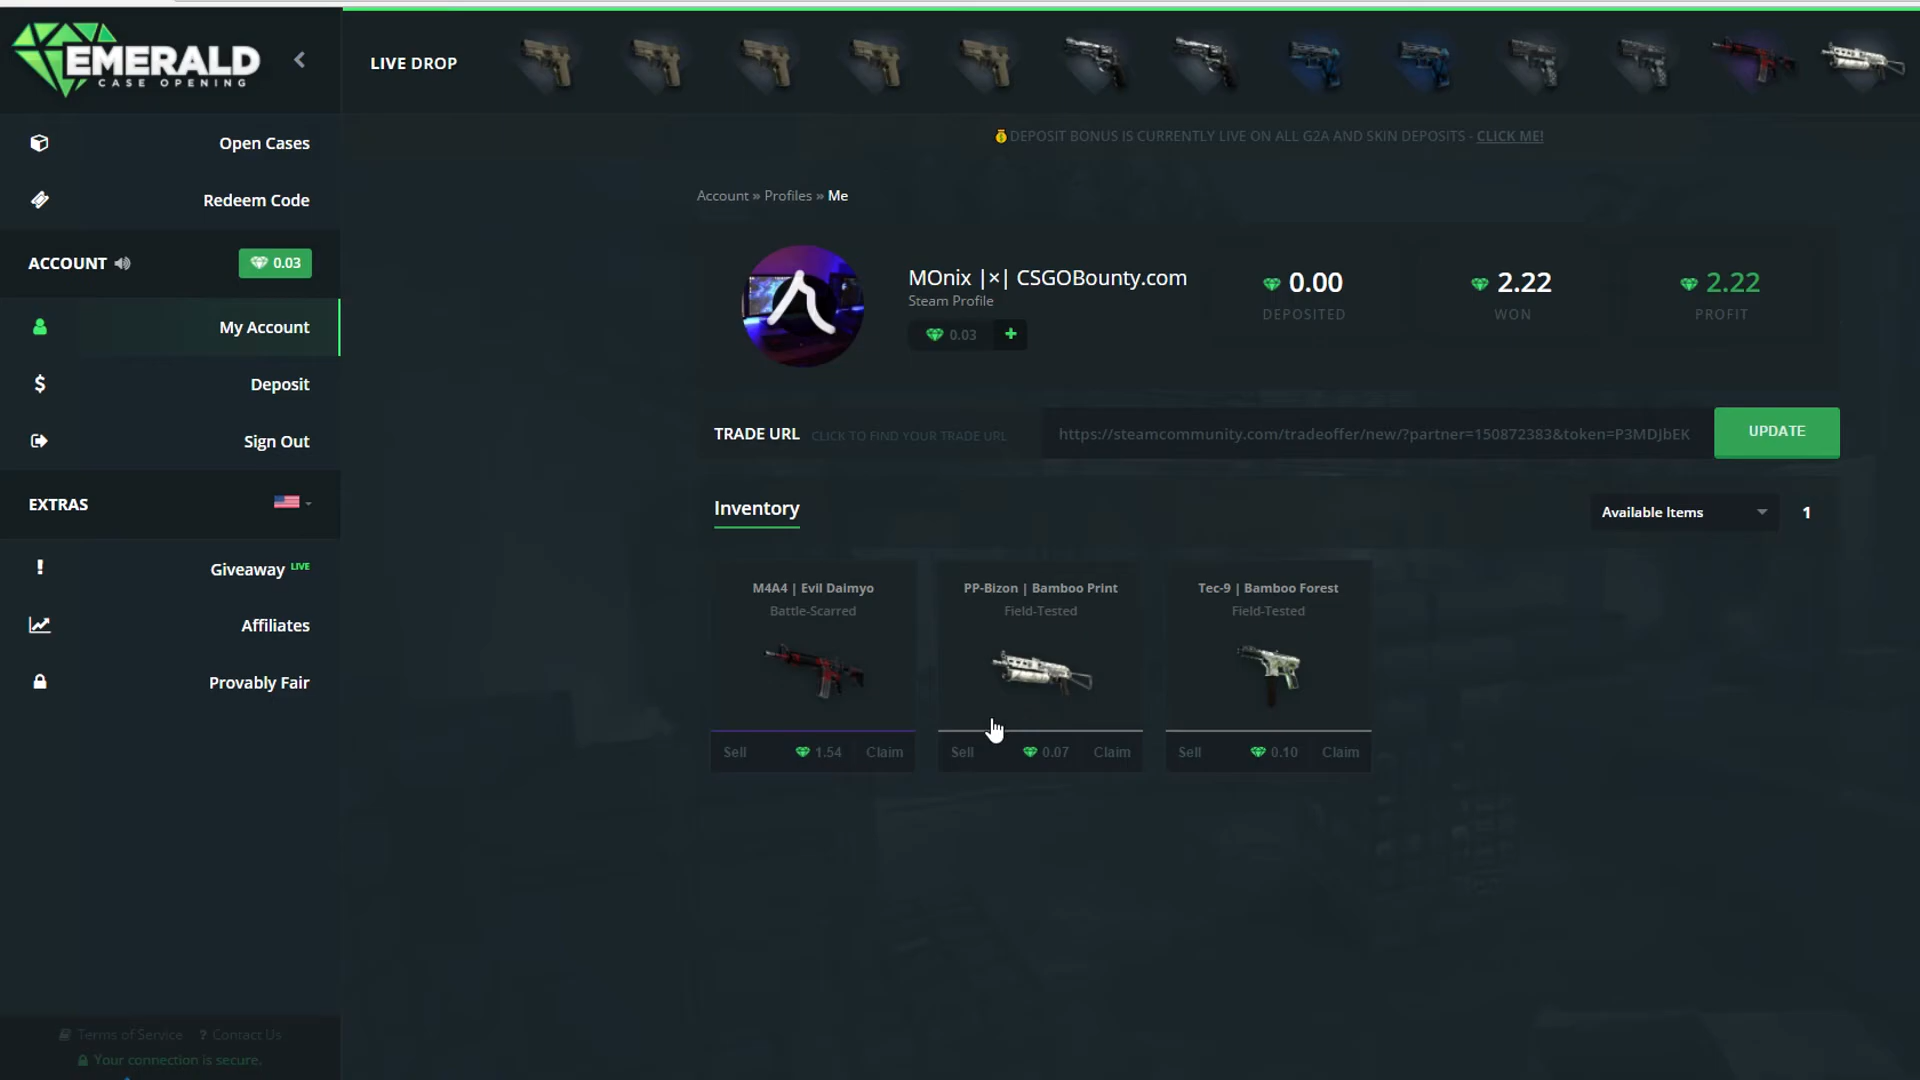 EMERALD
CASE OPENING
LIVE DROP
Open Cases
Redeem Code
ACCOUNT
0.03
My Account
Deposit
Sign Out
EXTRAS
Giveaway LIVE
Affiliates
Provably Fair
Terms of Service ? Contact Us
Your connection is secure.
DEPOSIT BONUS IS CURRENTLY LIVE ON ALL G2A AND SKIN DEPOSITS - CLICK ME!
Account » Profiles » Me
MOnix |×| CSGOBounty.com
Steam Profile
0.03 +
0.00
DEPOSITED
2.22
WON
2.22
PROFIT
TRADE URL CLICK TO FIND YOUR TRADE URL
https://steamcommunity.com/tradeoffer/new/?partner=150872383&token=P3MDJbEK
UPDATE
Inventory
Available Items
1
M4A4 | Evil Daimyo
Battle-Scarred
Sell 1.54 Claim
PP-Bizon | Bamboo Print
Field-Tested
Sell 0.07 Claim
Tec-9 | Bamboo Forest
Field-Tested
Sell 0.10 Claim